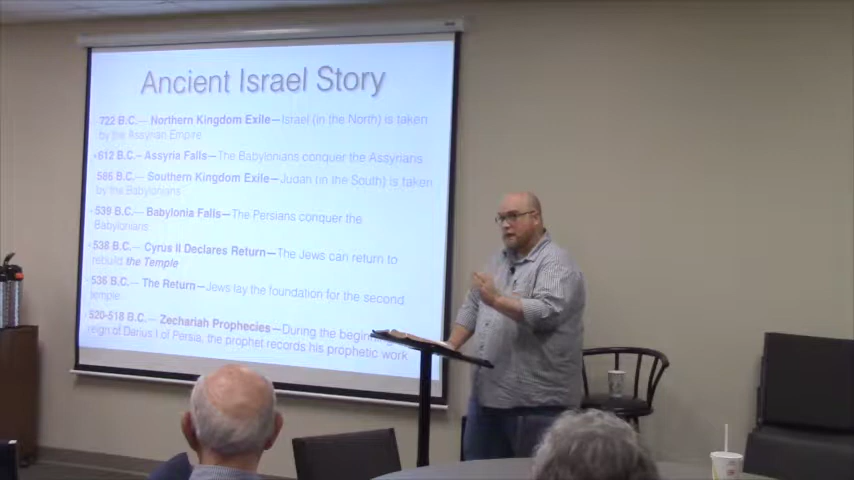 Ancient Israel Story
722 B.C.— Northern Kingdom Exile—Israel (in the North) is taken
by the Assyrian Empire
612 B.C.– Assyria Falls—The Babylonians conquer the Assyrians
586 B.C.— Southern Kingdom Exile—Judah (in the South) is taken
by the Babylonians
539 B.C.— Babylonia Falls—The Persians conquer the
Babylonians
538 B.C.— Cyrus II Declares Return—The Jews can return to
rebuild the Temple
536 B.C.— The Return—Jews lay the foundation for the second
temple
520-518 B.C.— Zechariah Prophecies—During the beginning
reign of Darius I of Persia, the prophet records his prophetic work